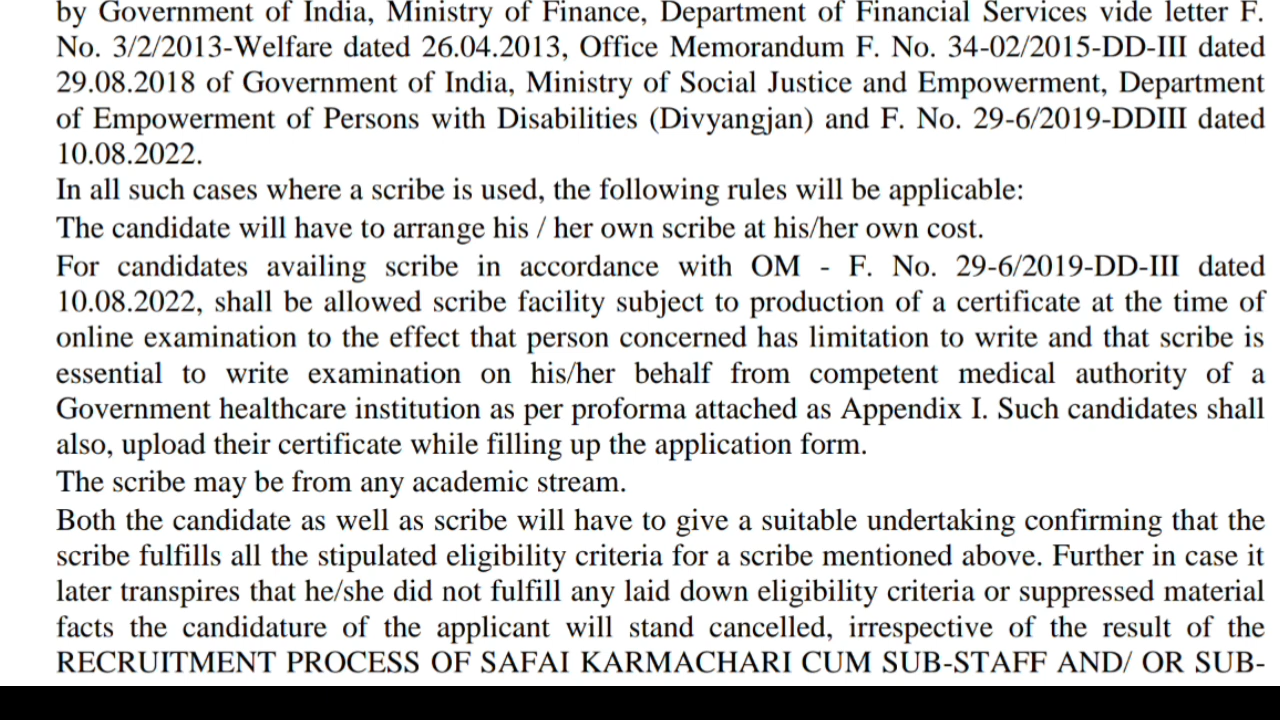 by Government of India, Ministry of Finance, Department of Financial Services vide letter F.
No. 3/2/2013-Welfare dated 26.04.2013, Office Memorandum F. No. 34-02/2015-DD-III dated
29.08.2018 of Government of India, Ministry of Social Justice and Empowerment, Department
of Empowerment of Persons with Disabilities (Divyangjan) and F. No. 29-6/2019-DDIII dated
10.08.2022.
In all such cases where a scribe is used, the following rules will be applicable:
The candidate will have to arrange his / her own scribe at his/her own cost.
For candidates availing scribe in accordance with OM - F. No. 29-6/2019-DD-III dated
10.08.2022, shall be allowed scribe facility subject to production of a certificate at the time of
online examination to the effect that person concerned has limitation to write and that scribe is
essential to write examination on his/her behalf from competent medical authority of a
Government healthcare institution as per proforma attached as Appendix I. Such candidates shall
also, upload their certificate while filling up the application form.
The scribe may be from any academic stream.
Both the candidate as well as scribe will have to give a suitable undertaking confirming that the
scribe fulfills all the stipulated eligibility criteria for a scribe mentioned above. Further in case it
later transpires that he/she did not fulfill any laid down eligibility criteria or suppressed material
facts the candidature of the applicant will stand cancelled, irrespective of the result of the
RECRUITMENT PROCESS OF SAFAI KARMACHARI CUM SUB-STAFF AND/ OR SUB-